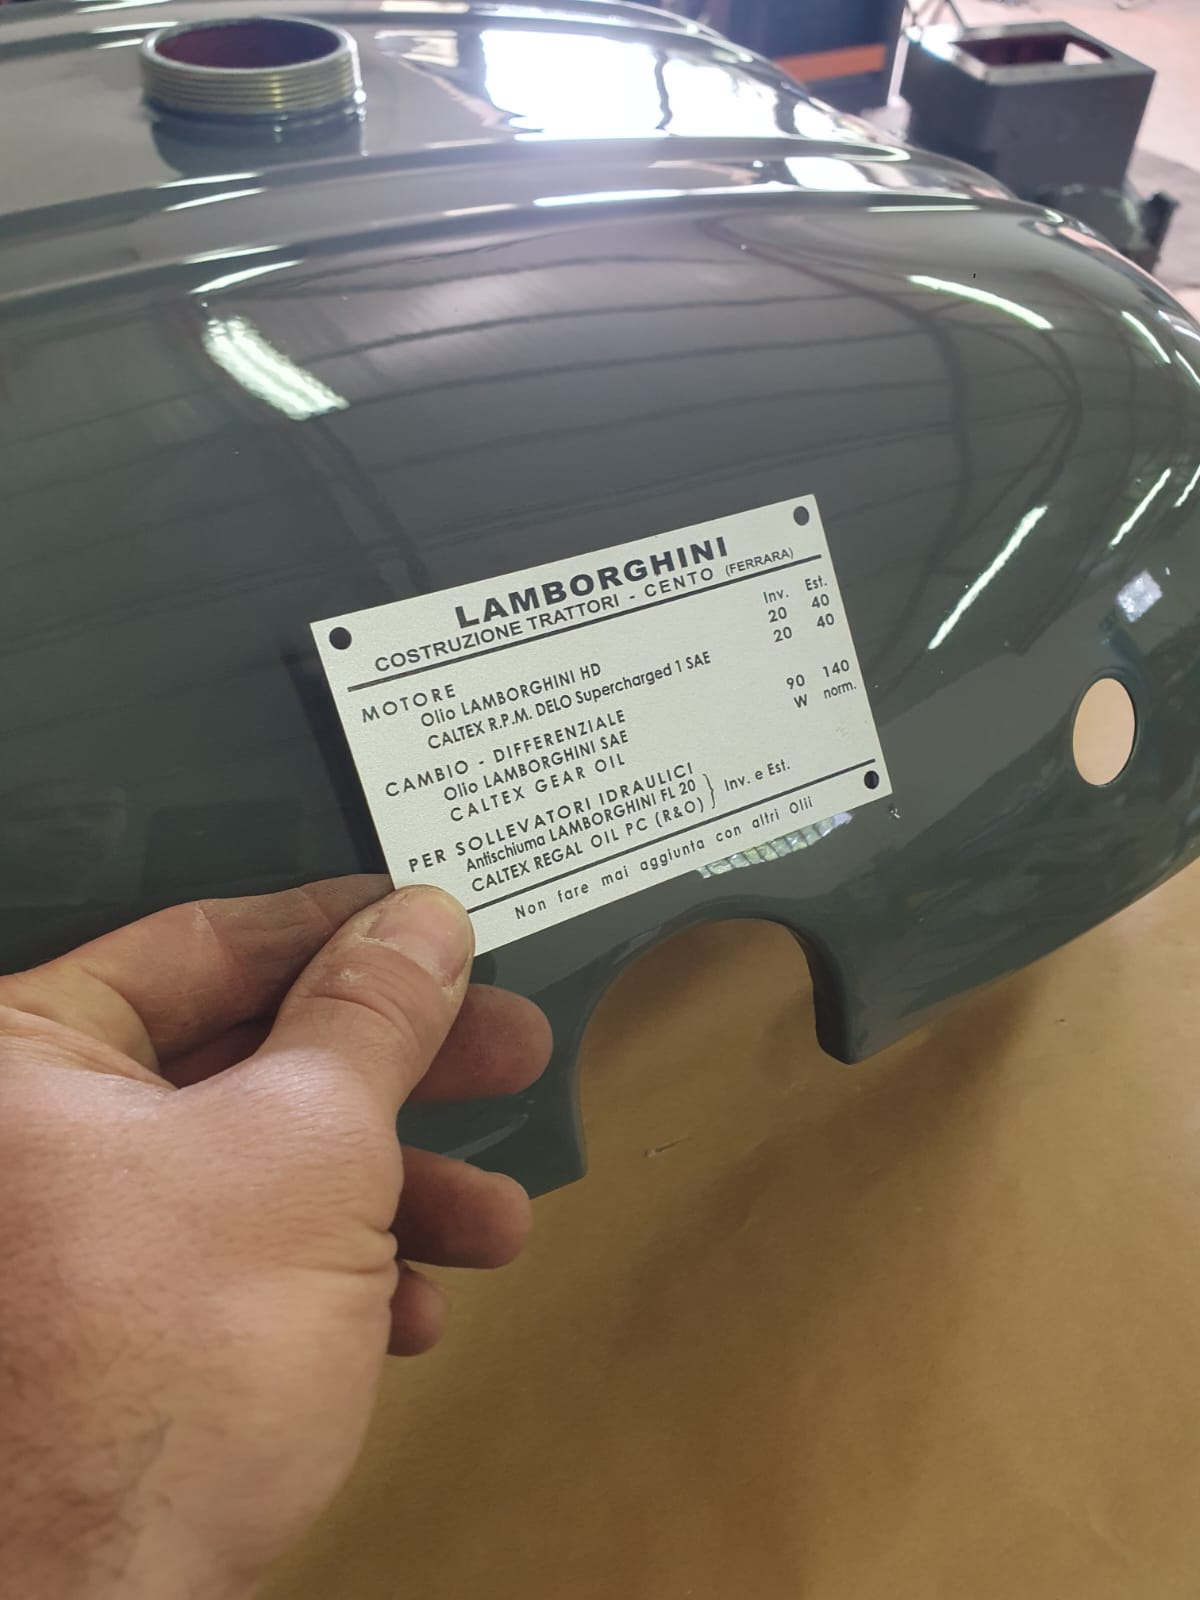 LAMBORGHINI
COSTRUZIONE TRATTORI - CENTO (FERRARA)
Inv. Est.
MOTORE
Olio LAMBORGHINI HD 20 40
CALTEX R.P.M. DELO Supercharged 1 SAE 20 40
CAMBIO - DIFFERENZIALE
Olio LAMBORGHINI SAE 90 140
CALTEX GEAR OIL W norm.
PER SOLLEVATORI IDRAULICI
Antischiuma LAMBORGHINI FL 20
CALTEX REGAL OIL PC (R&O) } Inv. e Est.
Non fare mai aggiunta con altri Olii